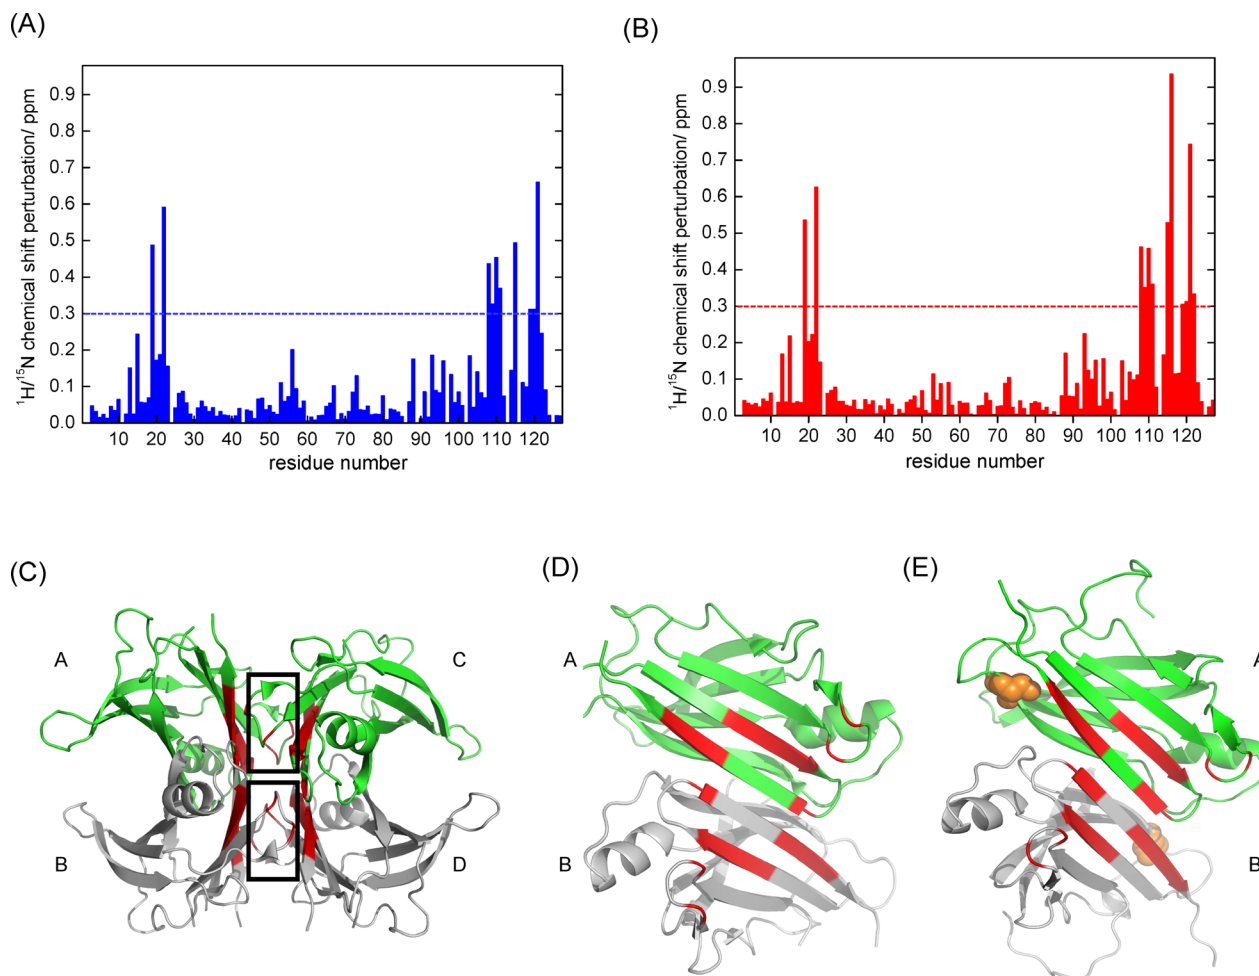 (A)
(B)
¹H/¹⁵N chemical shift perturbation/ ppm
0.9
0.8
0.7
0.6
0.5
0.4
0.3
0.2
0.1
0.0
10 20 30 40 50 60 70 80 90 100 110 120
residue number
¹H/¹⁵N chemical shift perturbation/ ppm
0.9
0.8
0.7
0.6
0.5
0.4
0.3
0.2
0.1
0.0
10 20 30 40 50 60 70 80 90 100 110 120
residue number
(C)
(D)
(E)
A
C
B
D
A
B
A
B